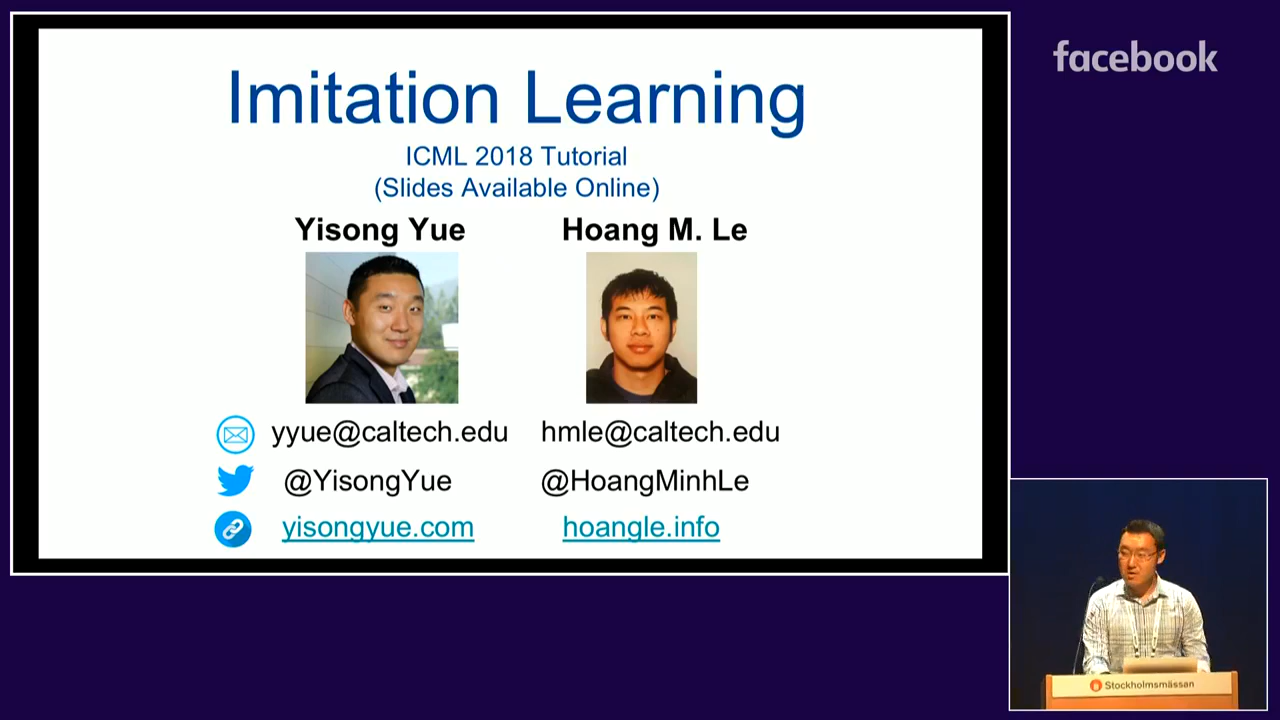 Imitation Learning
ICML 2018 Tutorial
(Slides Available Online)
Yisong Yue
Hoang M. Le
yyue@caltech.edu
hmle@caltech.edu
@YisongYue
@HoangMinhLe
yisongyue.com
hoangle.info
facebook
Stockholmsmässan